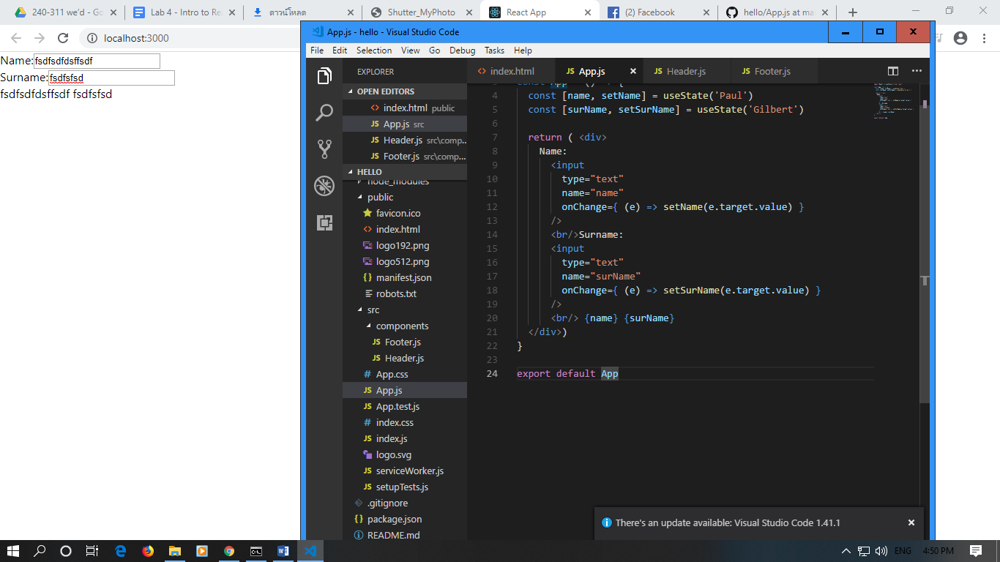 240-311 we'd - Go
Lab 4 - Intro to Re
ดาวน์โหลด
Shutter_MyPhoto
React App
(2) Facebook
hello/App.js at ma
localhost:3000
Name:fsdfsdfdsffsdf
Surname:fsdfsfsd
fsdfsdfdsffsdf fsdfsfsd
App.js - hello - Visual Studio Code
File Edit Selection View Go Debug Tasks Help
EXPLORER
OPEN EDITORS
index.html public
App.js src
Header.js src\comp...
Footer.js src\comp...
HELLO
node_modules
public
favicon.ico
index.html
logo192.png
logo512.png
manifest.json
robots.txt
src
components
Footer.js
Header.js
App.css
App.js
App.test.js
index.css
index.js
logo.svg
serviceWorker.js
setupTests.js
.gitignore
package.json
README.md
index.html
App.js
Header.js
Footer.js
3 const App = () => {
4 const [name, setName] = useState('Paul')
5 const [surName, setSurName] = useState('Gilbert')
6
7 return ( <div>
8 Name:
9 <input
10 type="text"
11 name="name"
12 onChange={ (e) => setName(e.target.value) }
13 />
14 <br/>Surname:
15 <input
16 type="text"
17 name="surName"
18 onChange={ (e) => setSurName(e.target.value) }
19 />
20 <br/> {name} {surName}
21 </div>)
22 }
23
24 export default App
There's an update available: Visual Studio Code 1.41.1
ENG 4:50 PM